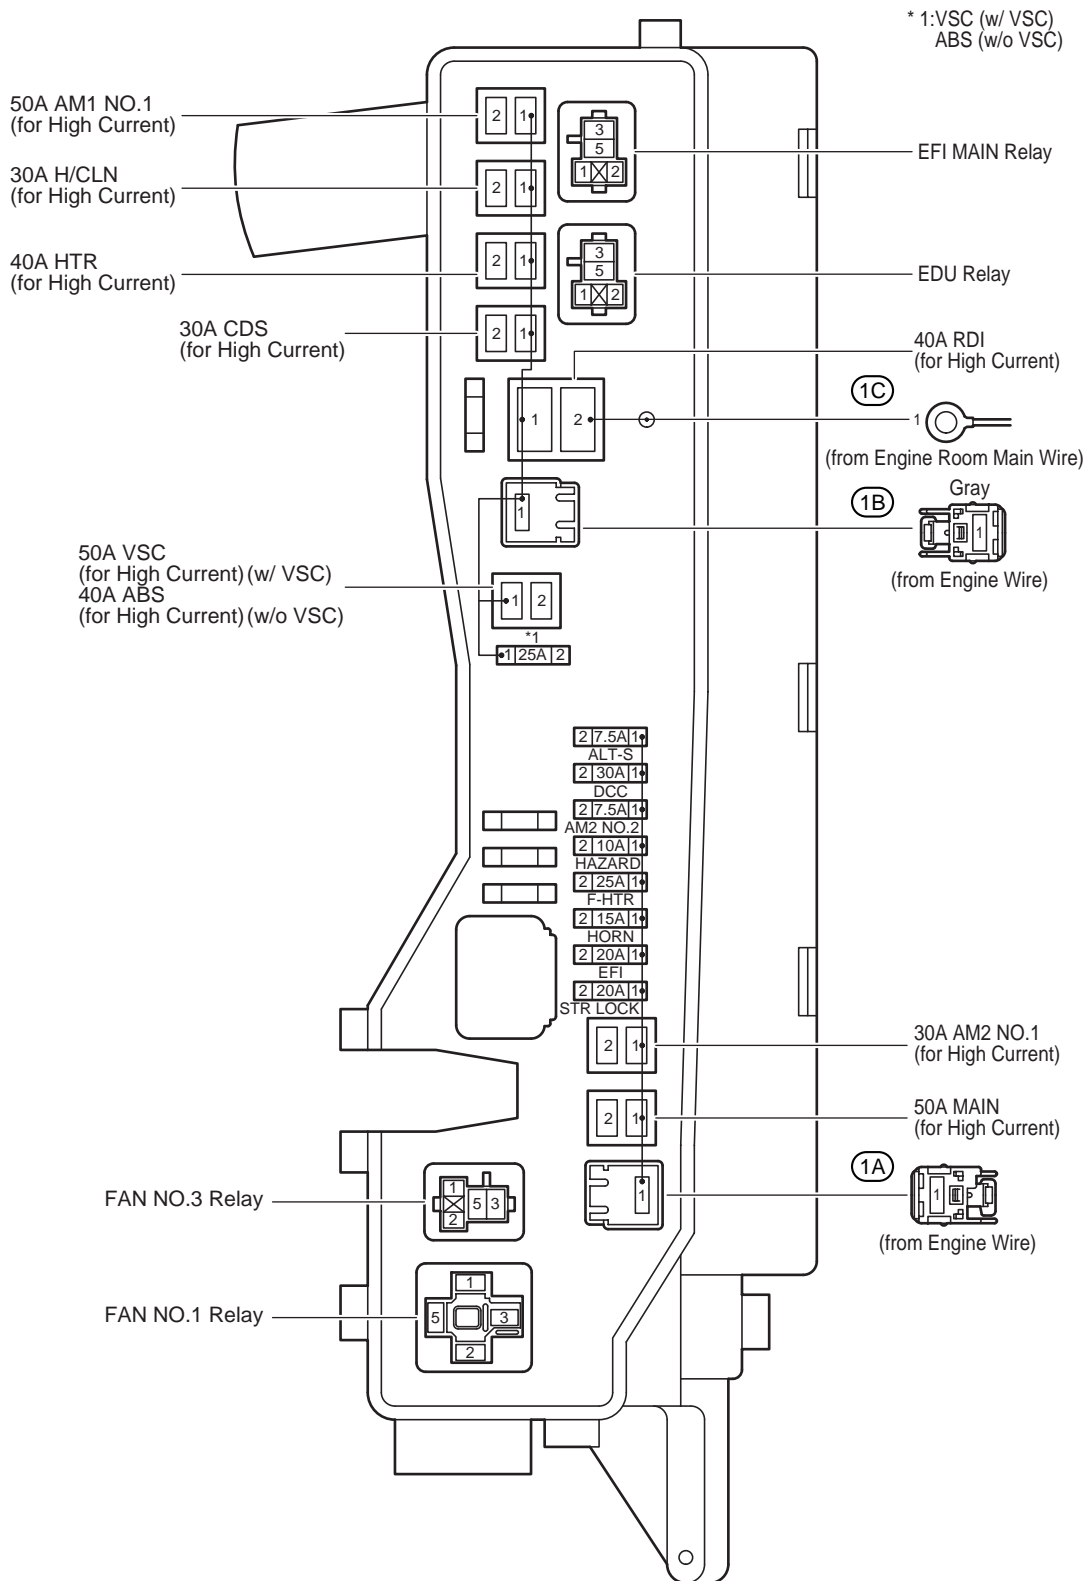 * 1:VSC (w/ VSC)
ABS (w/o VSC)
50A AM1 NO.1
(for High Current)
2 1
3
5
1 2
EFI MAIN Relay
30A H/CLN
(for High Current)
2 1
40A HTR
(for High Current)
2 1
3
5
1 2
EDU Relay
30A CDS
(for High Current)
2 1
40A RDI
(for High Current)
1 2
1C
1
(from Engine Room Main Wire)
1
1B
Gray
1
(from Engine Wire)
50A VSC
(for High Current) (w/ VSC)
40A ABS
(for High Current) (w/o VSC)
1 2
*1
1 25A 2
2 7.5A 1
ALT-S
2 30A 1
DCC
2 7.5A 1
AM2 NO.2
2 10A 1
HAZARD
2 25A 1
F-HTR
2 15A 1
HORN
2 20A 1
EFI
2 20A 1
STR LOCK
2 1
30A AM2 NO.1
(for High Current)
2 1
50A MAIN
(for High Current)
1
1A
1
(from Engine Wire)
FAN NO.3 Relay
1
5 3
2
FAN NO.1 Relay
1
5 3
2